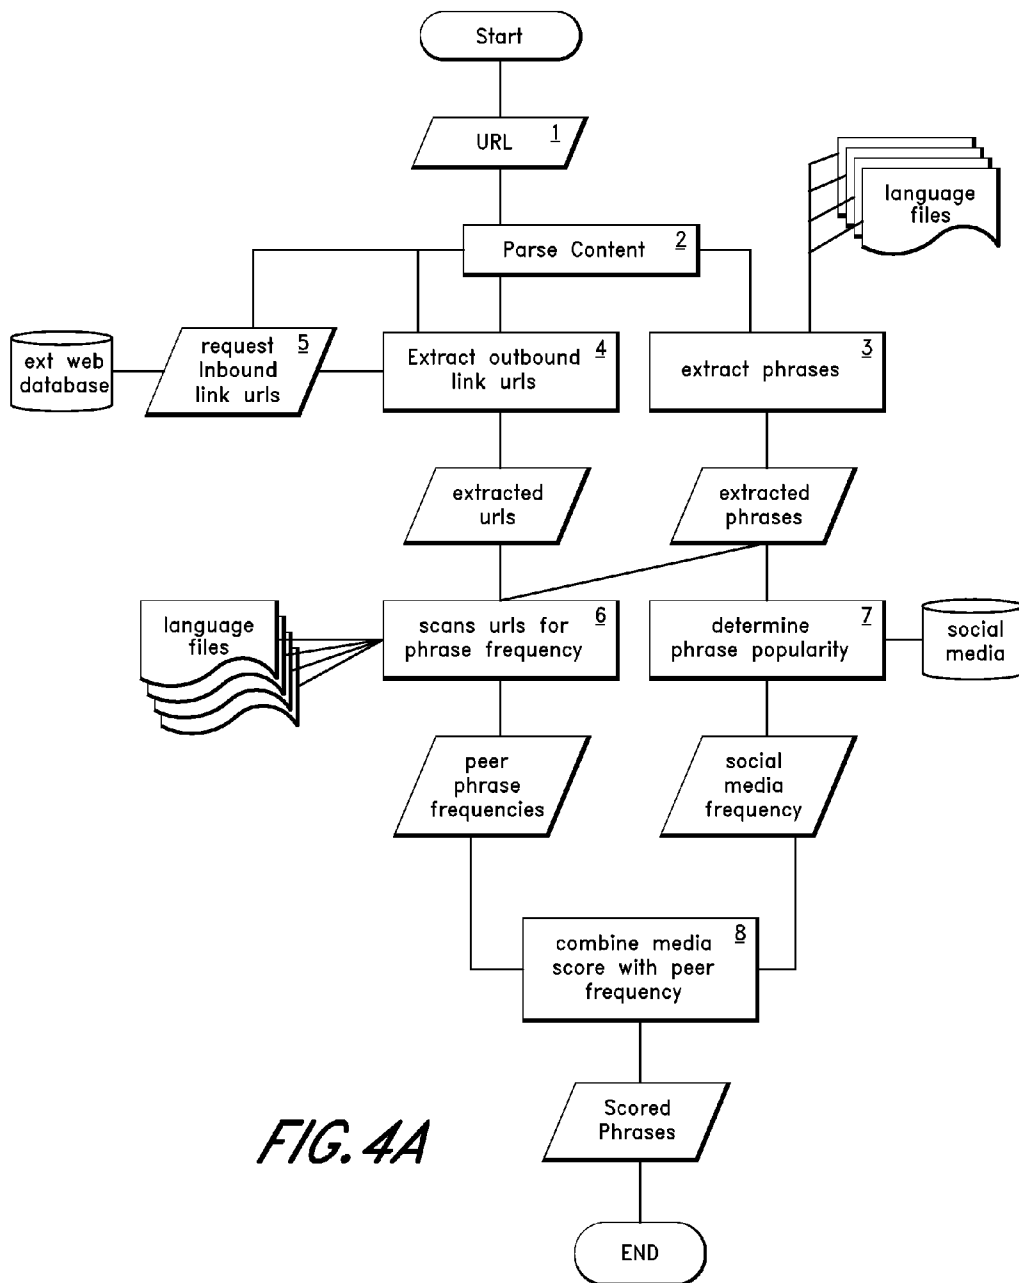 Start
URL 1
language
files
Parse Content 2
ext web
database
request 5
Inbound
link urls
Extract outbound 4
link urls
extract phrases 3
extracted
urls
extracted
phrases
language
files
scans urls for 6
phrase frequency
determine 7
phrase popularity
social
media
peer
phrase
frequencies
social
media
frequency
combine media 8
score with peer
frequency
Scored
Phrases
FIG. 4A
END